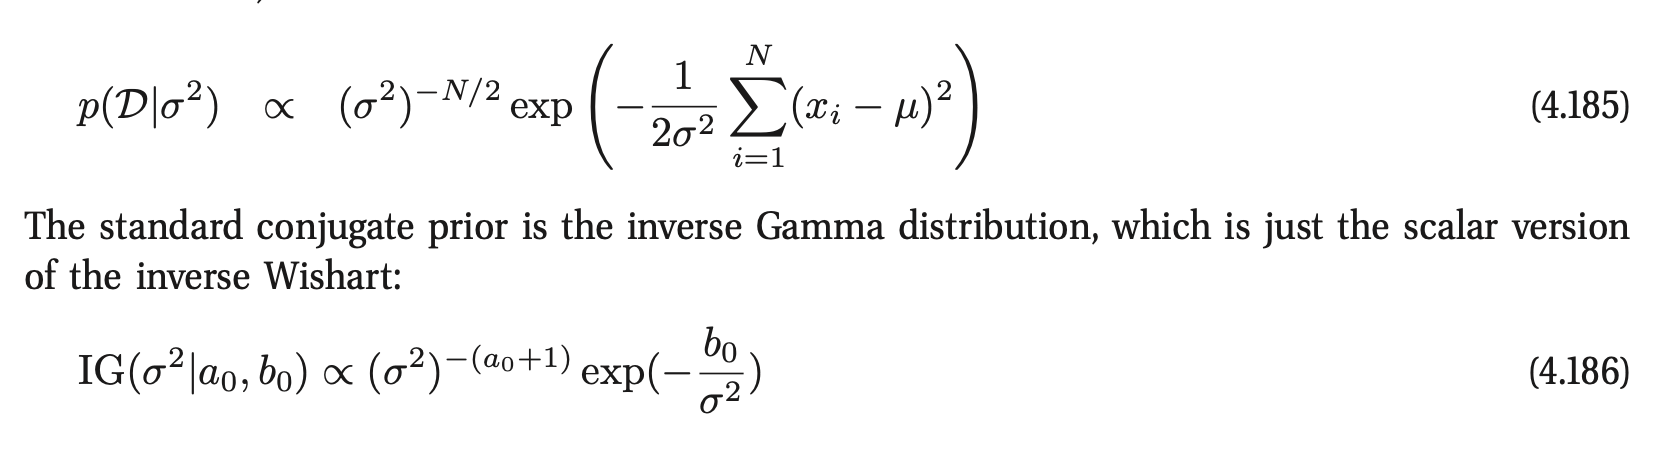 p(𝒟|σ²) ∝ (σ²)^{−N/2} exp(−\frac{1}{2σ²} ∑_{i=1}^{N}(x_i − μ)²) (4.185)
The standard conjugate prior is the inverse Gamma distribution, which is just the scalar version
of the inverse Wishart:
IG(σ²|a₀, b₀) ∝ (σ²)^{−(a₀+1)} exp(−\frac{b₀}{σ²}) (4.186)